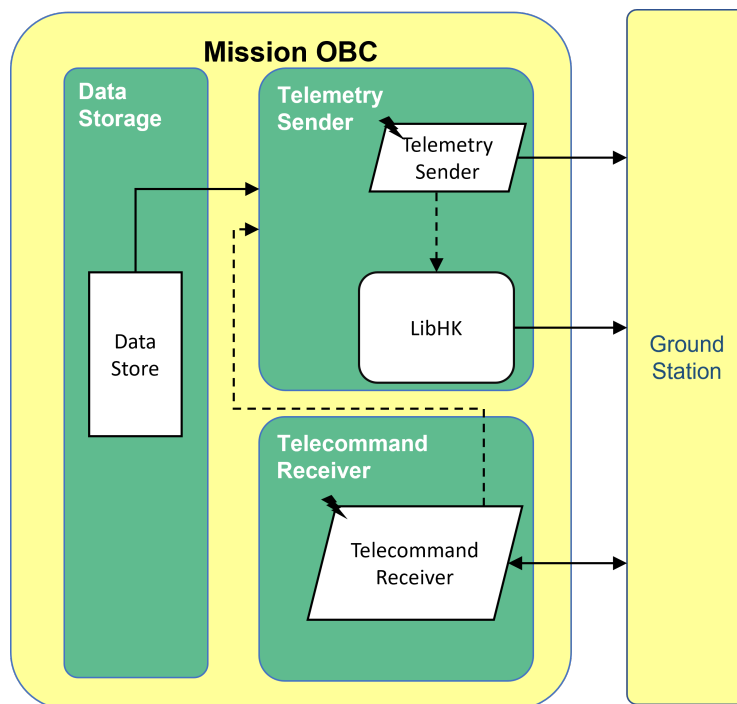 Mission OBC
Data
Storage
Data
Store
Telemetry
Sender
Telemetry
Sender
LibHK
Telecommand
Receiver
Telecommand
Receiver
Ground
Station